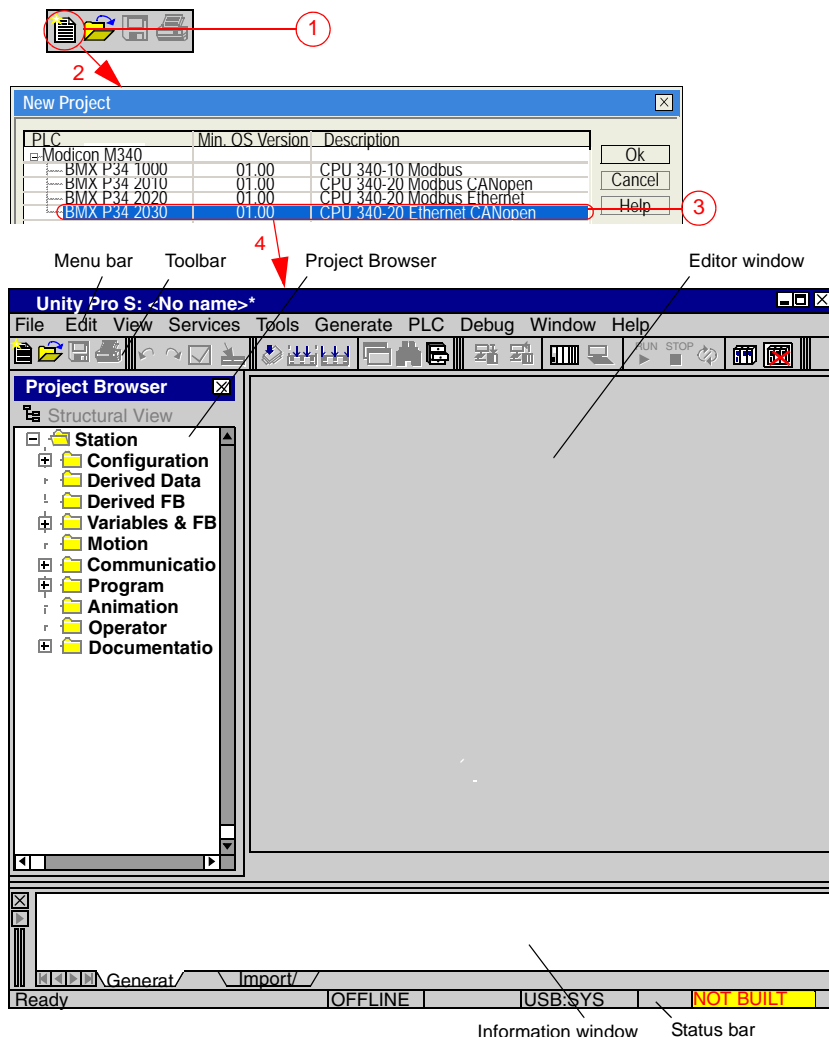 1
2
New Project
PLC Min. OS Version Description
Modicon M340
BMX P34 1000 01.00 CPU 340-10 Modbus
BMX P34 2010 01.00 CPU 340-20 Modbus CANopen
BMX P34 2020 01.00 CPU 340-20 Modbus Ethernet
BMX P34 2030 01.00 CPU 340-20 Ethernet CANopen
Ok
Cancel
Help
3
4
Menu bar Toolbar Project Browser Editor window
Unity Pro S: <No name>*
File Edit View Services Tools Generate PLC Debug Window Help
RUN STOP
Project Browser
Structural View
Station
Configuration
Derived Data
Derived FB
Variables & FB
Motion
Communicatio
Program
Animation
Operator
Documentatio
Generat Import/
Ready OFFLINE USB:SYS NOT BUILT
Information window Status bar